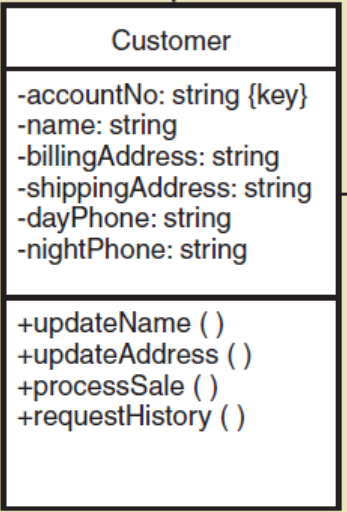 Customer
-accountNo: string {key}
-name: string
-billingAddress: string
-shippingAddress: string
-dayPhone: string
-nightPhone: string
+updateName ( )
+updateAddress ( )
+processSale ( )
+requestHistory ( )